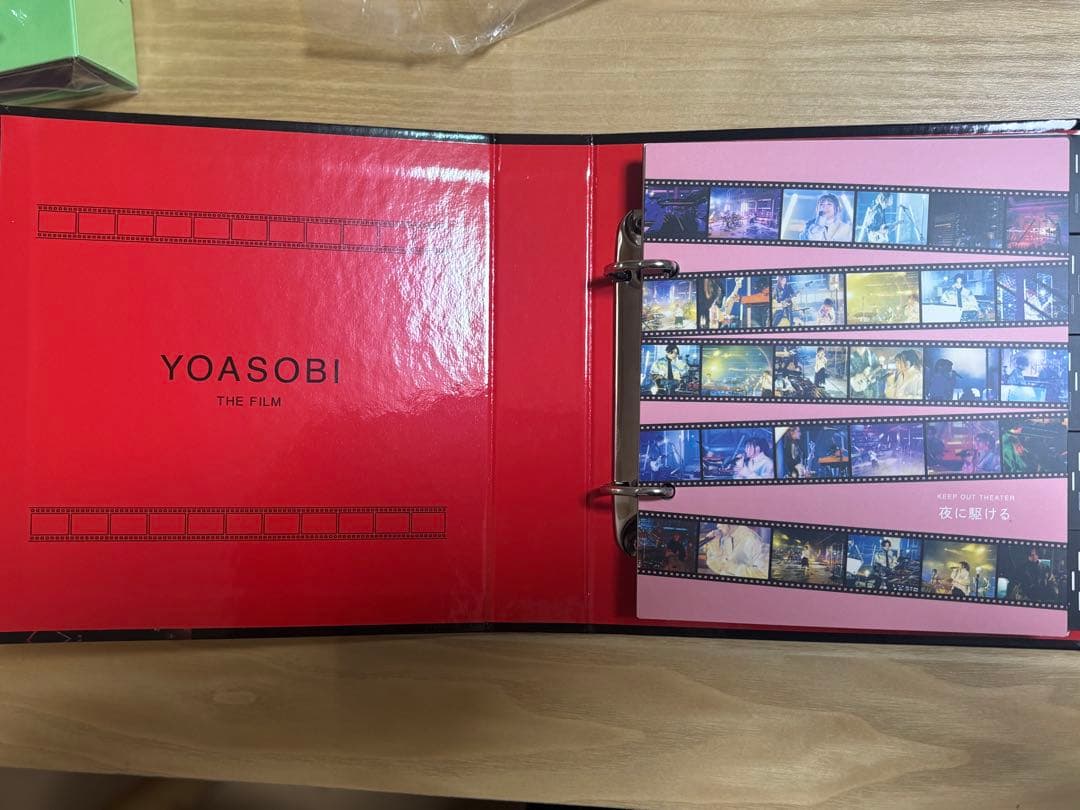 YOASOBI
THE FILM
KEEP OUT THEATER
夜に駆ける